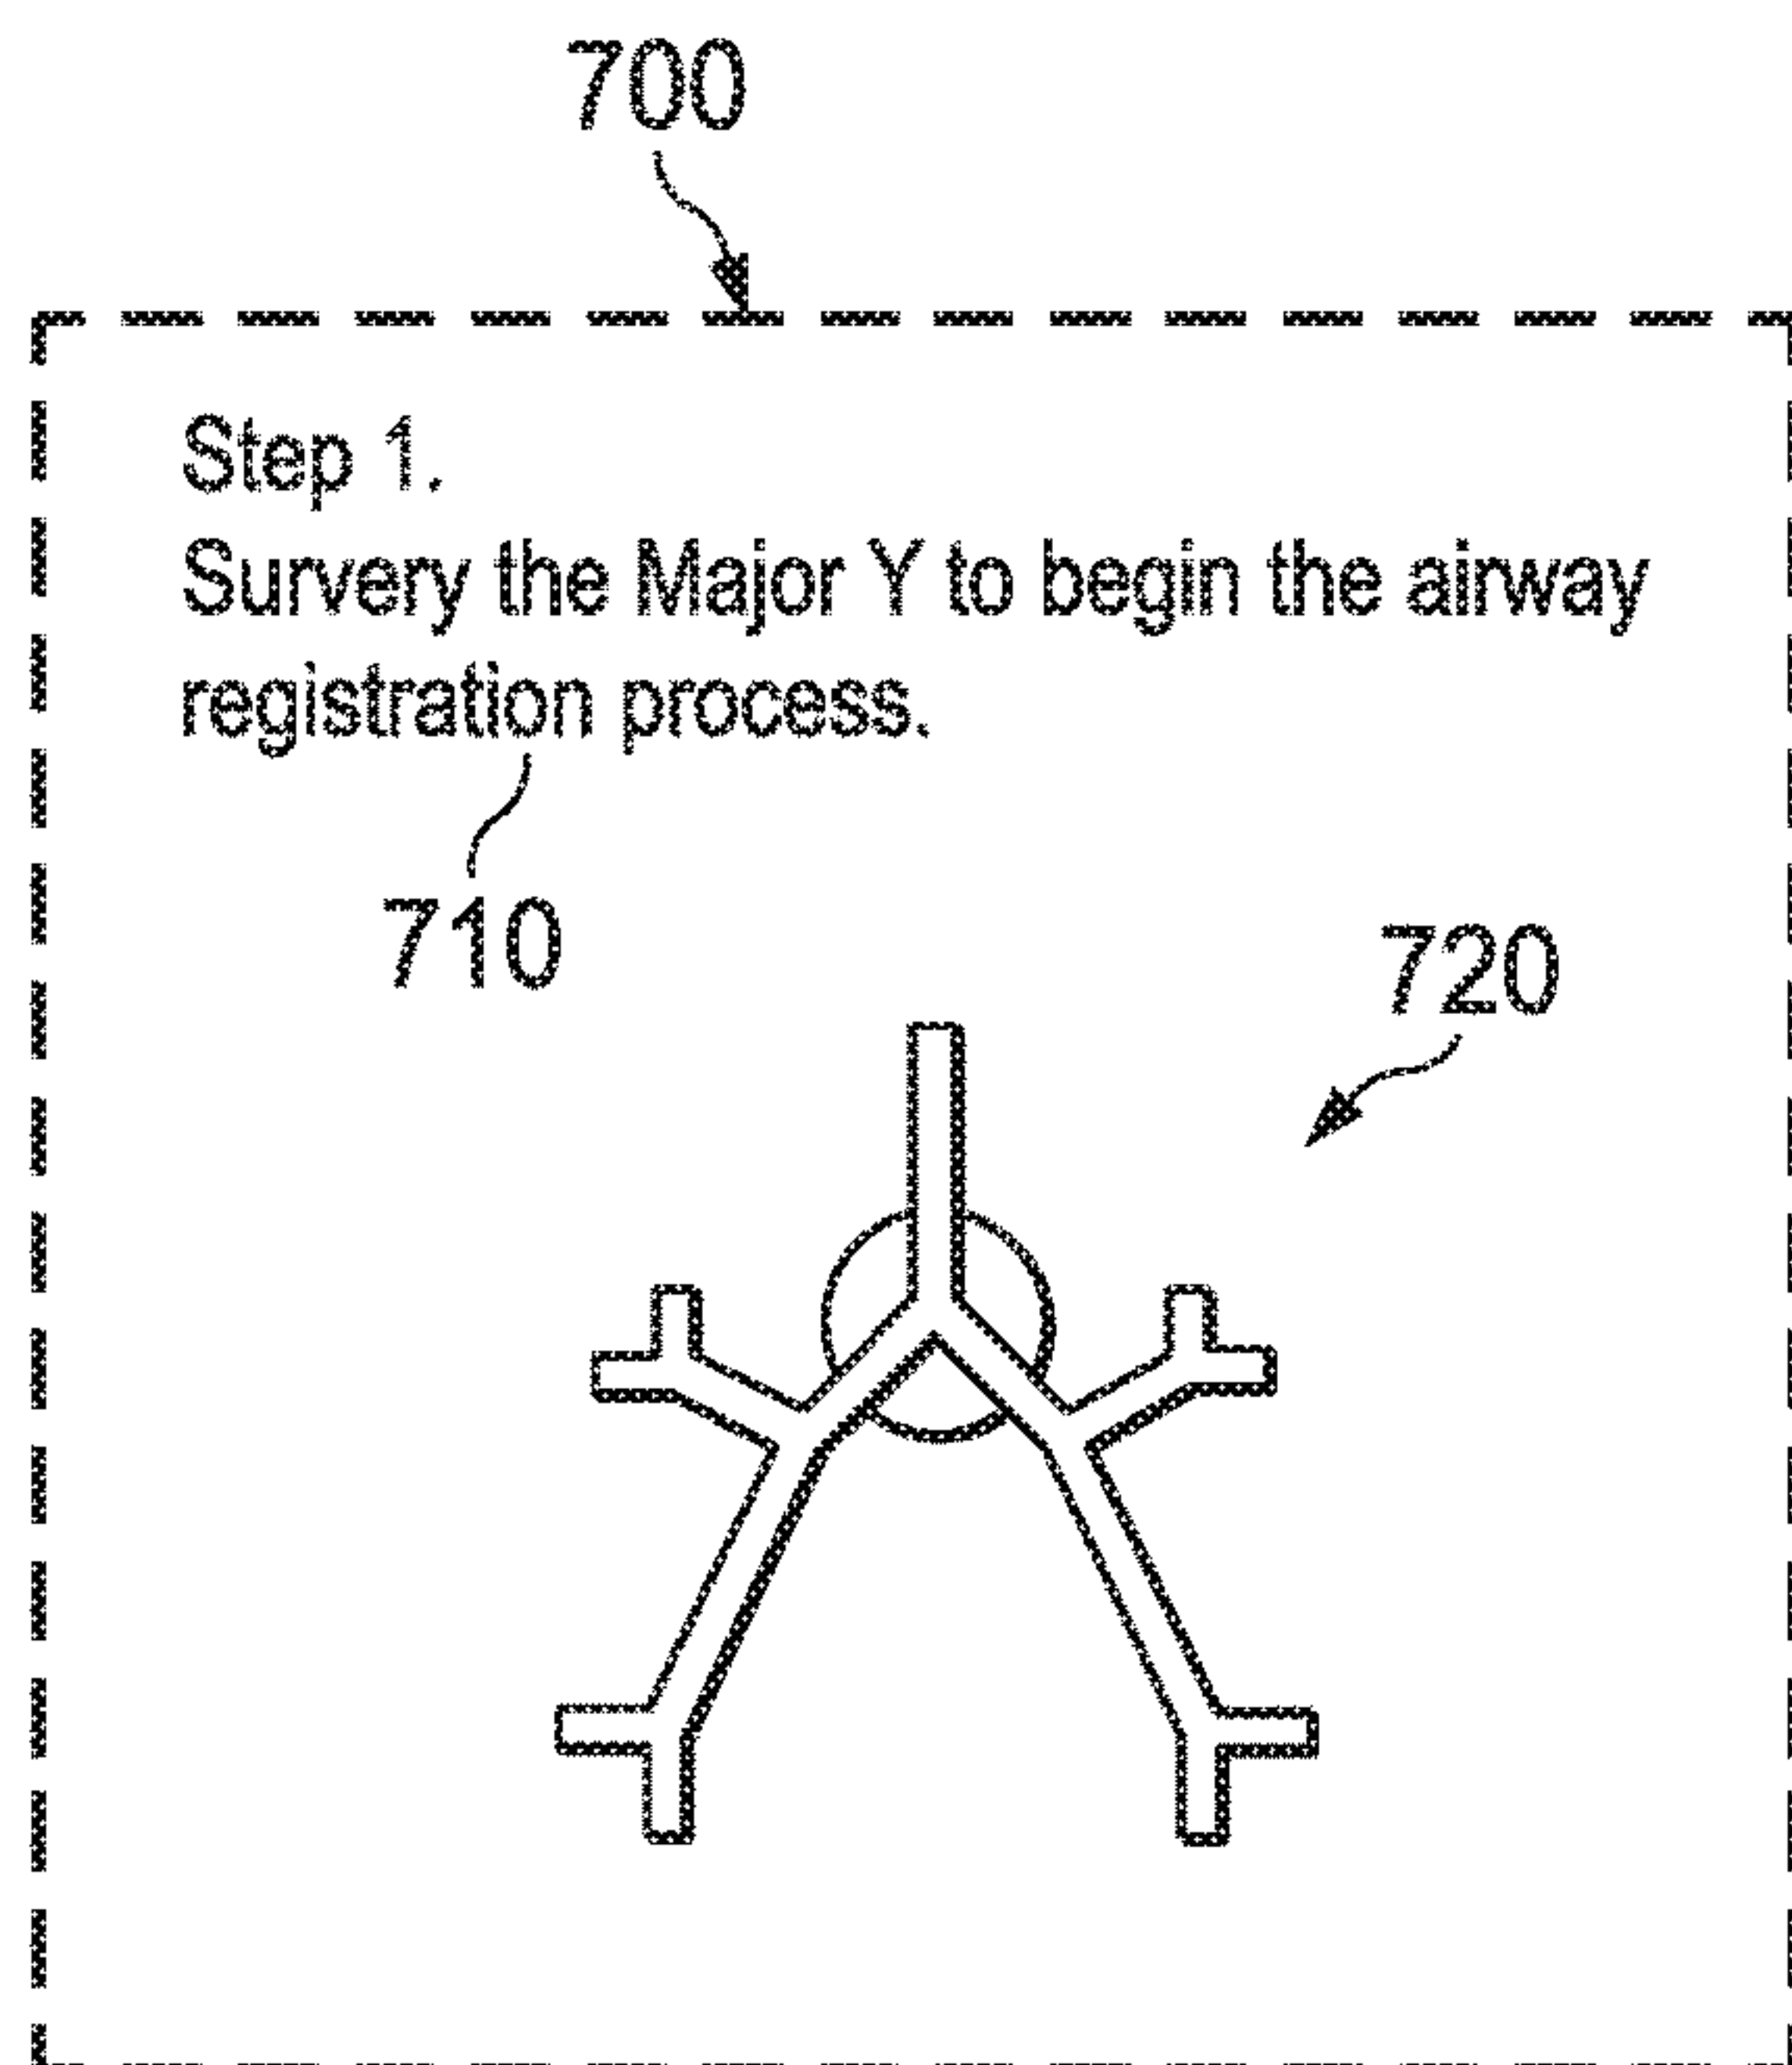 700
Step 1.
Survery the Major Y to begin the airway
registration process.
710
720